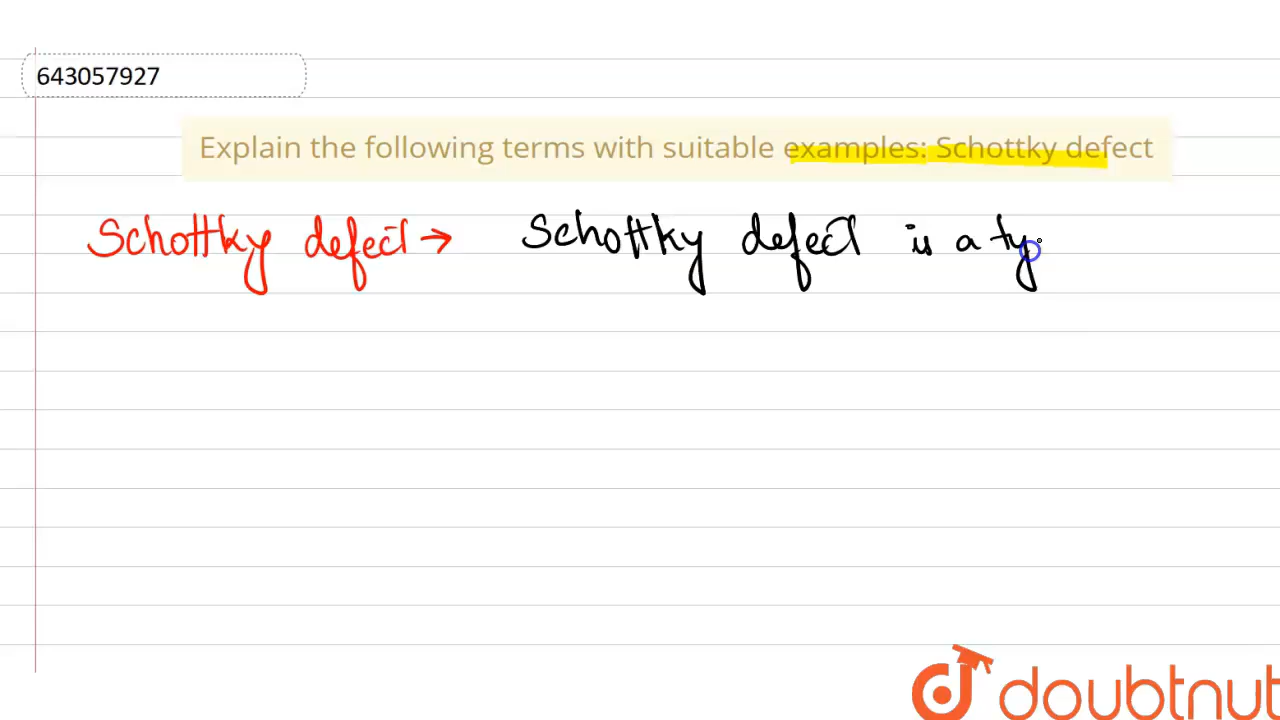 643057927
Explain the following terms with suitable examples: Schottky defect
Schottky defect → Schottky defect is a ty
doubtnut